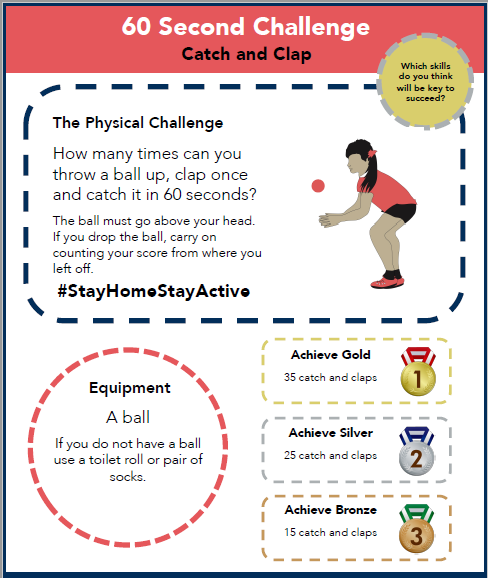 60 Second Challenge
Catch and Clap
Which skills
do you think
will be key to
succeed?
The Physical Challenge
How many times can you
throw a ball up, clap once
and catch it in 60 seconds?
The ball must go above your head.
If you drop the ball, carry on
counting your score from where you
left off.
#StayHomeStayActive
Equipment
A ball
If you do not have a ball
use a toilet roll or pair of
socks.
Achieve Gold
35 catch and claps
1
Achieve Silver
25 catch and claps
2
Achieve Bronze
15 catch and claps
3